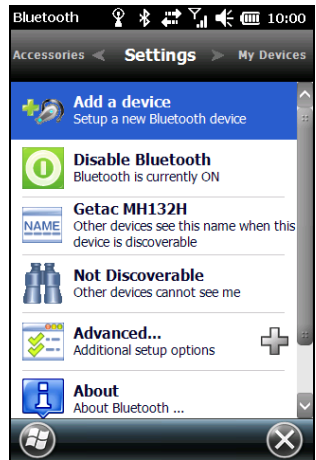 Bluetooth 10:00
Accessories Settings My Devices
Add a device
Setup a new Bluetooth device
Disable Bluetooth
Bluetooth is currently ON
NAME
Getac MH132H
Other devices see this name when this
device is discoverable
Not Discoverable
Other devices cannot see me
Advanced...
Additional setup options
About
About Bluetooth ...